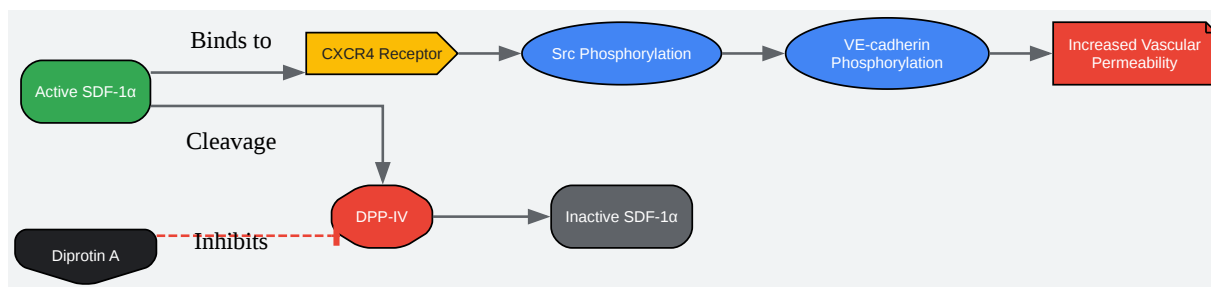 Binds to
CXCR4 Receptor
Src Phosphorylation
VE-cadherin
Phosphorylation
Increased Vascular
Permeability
Active SDF-1α
Cleavage
DPP-IV
Inactive SDF-1α
Inhibits
Diprotin A